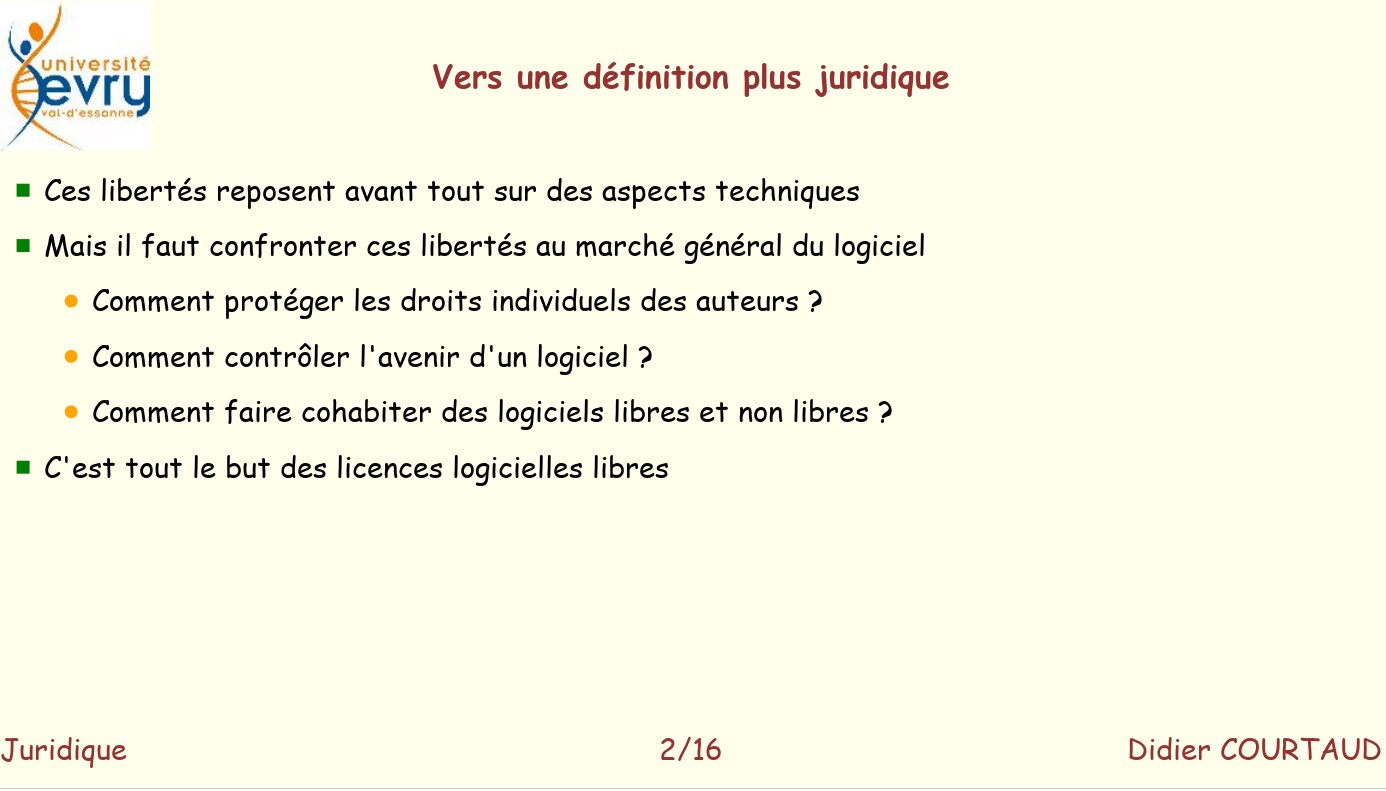 université
evry
val-d'essonne
Vers une définition plus juridique
Ces libertés reposent avant tout sur des aspects techniques
Mais il faut confronter ces libertés au marché général du logiciel
Comment protéger les droits individuels des auteurs ?
Comment contrôler l'avenir d'un logiciel ?
Comment faire cohabiter des logiciels libres et non libres ?
C'est tout le but des licences logicielles libres
Juridique
2/16
Didier COURTAUD